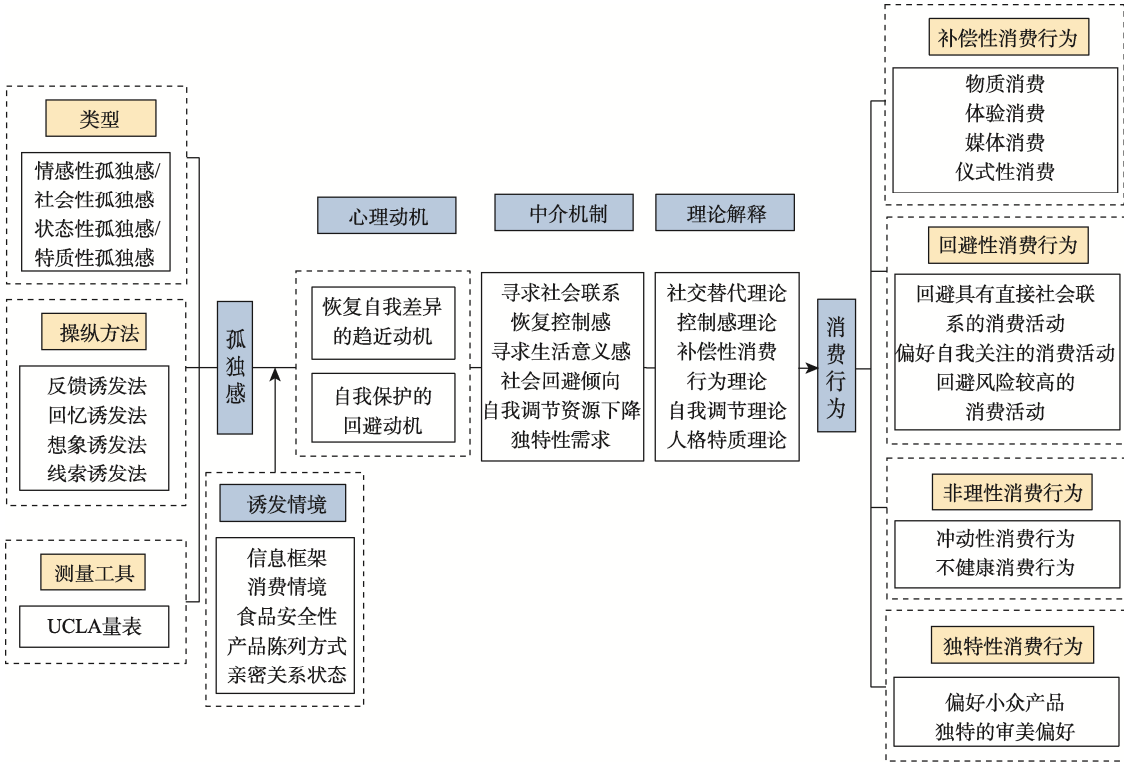 类型
情感性孤独感/
社会性孤独感
状态性孤独感/
特质性孤独感
操纵方法
反馈诱发法
回忆诱发法
想象诱发法
线索诱发法
测量工具
UCLA量表
孤独感
诱发情境
信息框架
消费情境
食品安全性
产品陈列方式
亲密关系状态
心理动机
恢复自我差异
的趋近动机
自我保护的
回避动机
中介机制
寻求社会联系
恢复控制感
寻求生活意义感
社会回避倾向
自我调节资源下降
独特性需求
理论解释
社交替代理论
控制感理论
补偿性消费
行为理论
自我调节理论
人格特质理论
消费行为
补偿性消费行为
物质消费
体验消费
媒体消费
仪式性消费
回避性消费行为
回避具有直接社会联
系的消费活动
偏好自我关注的消费活动
回避风险较高的
消费活动
非理性消费行为
冲动性消费行为
不健康消费行为
独特性消费行为
偏好小众产品
独特的审美偏好